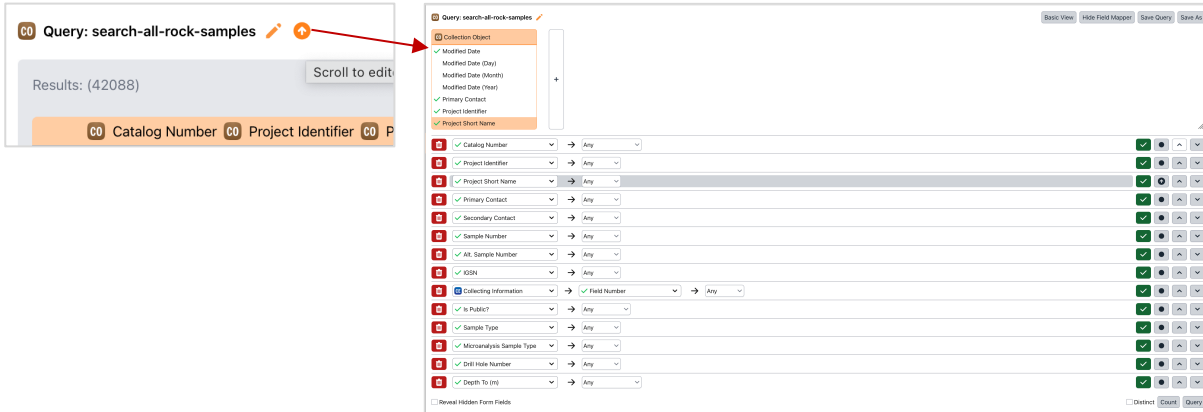 CO Query: search-all-rock-samples
Scroll to edit
Results: (42088)
CO Catalog Number CO Project Identifier CO P
CO Query: search-all-rock-samples
Basic View Hide Field Mapper Save Query Save As
CO Collection Object
Modified Date
Modified Date (Day)
Modified Date (Month)
Modified Date (Year)
Primary Contact
Project Identifier
Project Short Name
+
Catalog Number Any
Project Identifier Any
Project Short Name Any
Primary Contact Any
Secondary Contact Any
Sample Number Any
Alt. Sample Number Any
IGSN Any
CE Collecting Information Field Number Any
Is Public? Any
Sample Type Any
Microanalysis Sample Type Any
Drill Hole Number Any
Depth To (m) Any
Reveal Hidden Form Fields Distinct Count Query